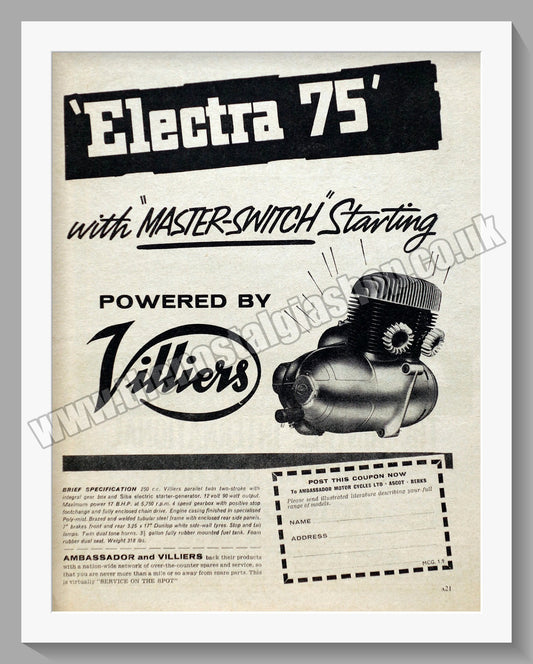 'Electra 75'
with "MASTER-SWITCH" Starting
POWERED BY
Villiers
www.thenostalgiashop.co.uk
BRIEF SPECIFICATION 250 c.c. Villiers parallel twin two-stroke with
integral gear box and Siba electric starter-generator. 12 volt 90 watt output.
Maximum power 17 B.H.P. at 5,750 r.p.m. 4 speed gearbox with positive stop
footchange and fully enclosed chain drive. Engine casing finished in specialised
Poly-mist. Brazed and welded tubular steel frame with enclosed rear side panels.
7" brakes front and rear 3.25 x 17" Dunlop white side-wall tyres. Stop and tail
lamps. Twin dual tone horns. 3½ gallon fully rubber mounted fuel tank. Foam
rubber dual seat. Weight 318 lbs.
AMBASSADOR and VILLIERS back their products
with a nation-wide network of over-the-counter spares and service, so
that you are never more than a mile or so away from spare parts. This
is virtually "SERVICE ON THE SPOT"
POST THIS COUPON NOW
To AMBASSADOR MOTOR CYCLES LTD · ASCOT · BERKS
Please send illustrated literature describing your full
range of models.
NAME
ADDRESS
MCG. 1.9
A21